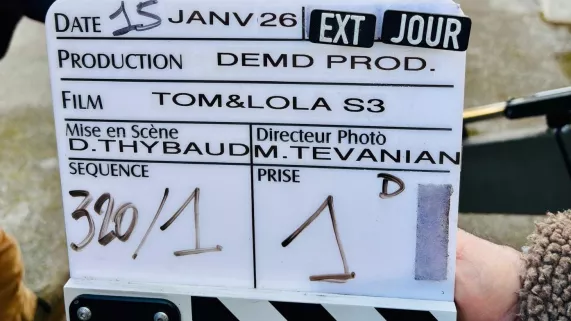 DATE 15 JANV 26 EXT JOUR
PRODUCTION DEMD PROD.
FILM TOM&LOLA S3
Mise en Scène Directeur Photo
D.THYBAUD M.TEVANIAN
SEQUENCE PRISE
320/1 1 D